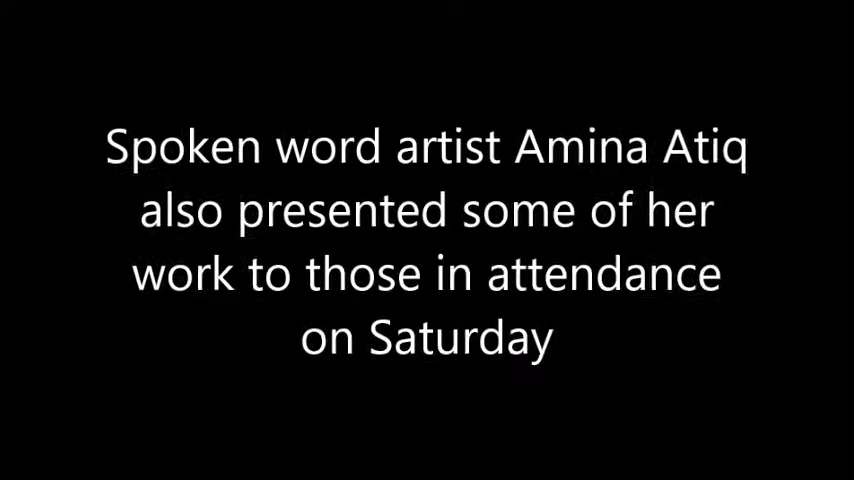 Spoken word artist Amina Atiq
also presented some of her
work to those in attendance
on Saturday